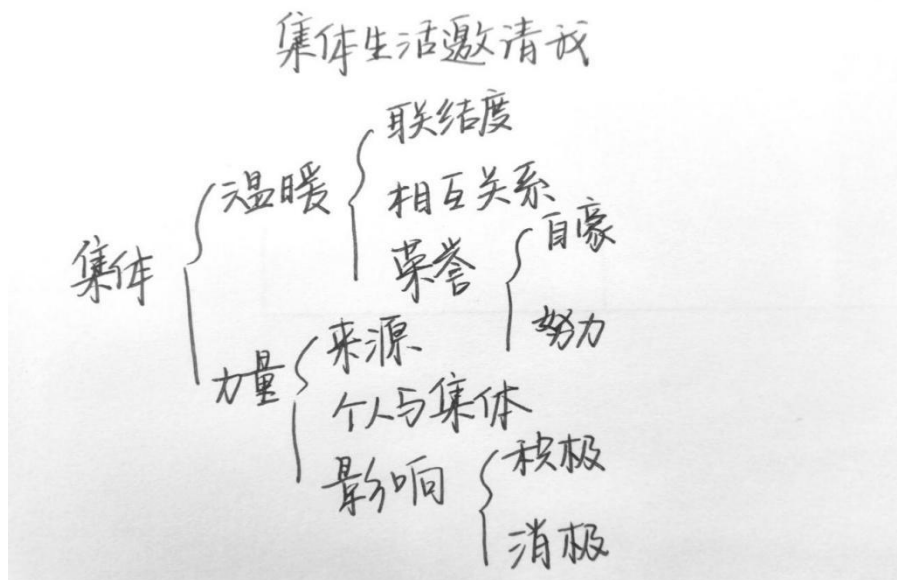 集体生活邀请我
联结度
温暖
相互关系
自豪
荣誉
集体
努力
来源
力量
个人与集体
积极
影响
消极